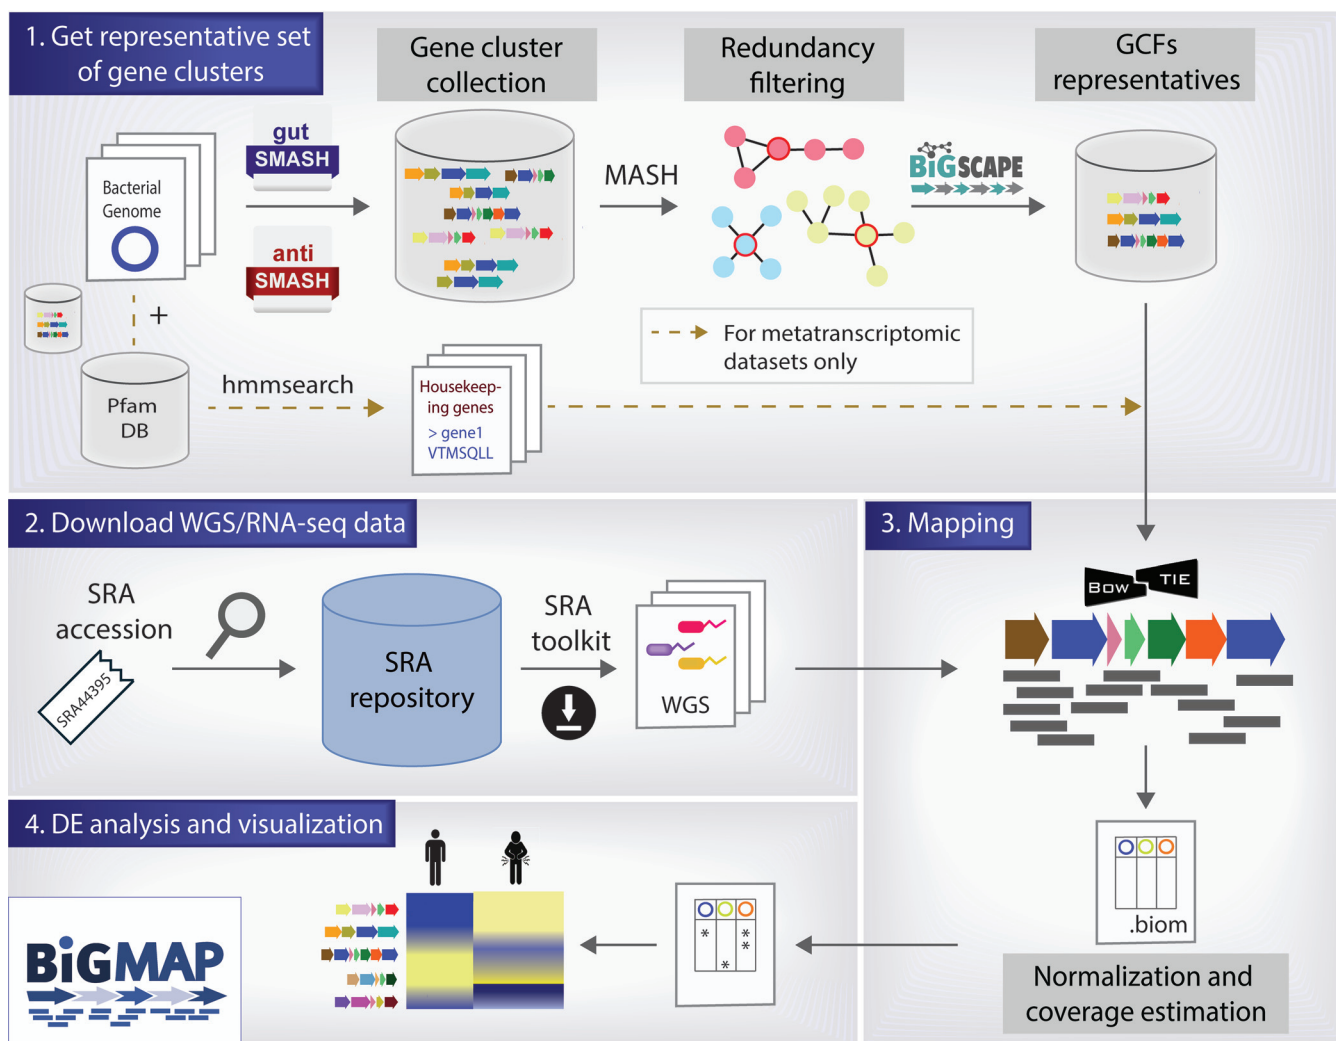 1. Get representative set
of gene clusters
Gene cluster
collection
Redundancy
filtering
GCFs
representatives
gut
SMASH
anti
SMASH
Bacterial
Genome
MASH
BiGSCAPE
+
Pfam
DB
hmmsearch
Housekeep-
ing genes
> gene1
VTMSQLL
For metatranscriptomic
datasets only
2. Download WGS/RNA-seq data
SRA
accession
SRA44395
SRA
repository
SRA
toolkit
WGS
3. Mapping
Bow TIE
.biom
Normalization and
coverage estimation
4. DE analysis and visualization
*
*
*
*
BiGMAP